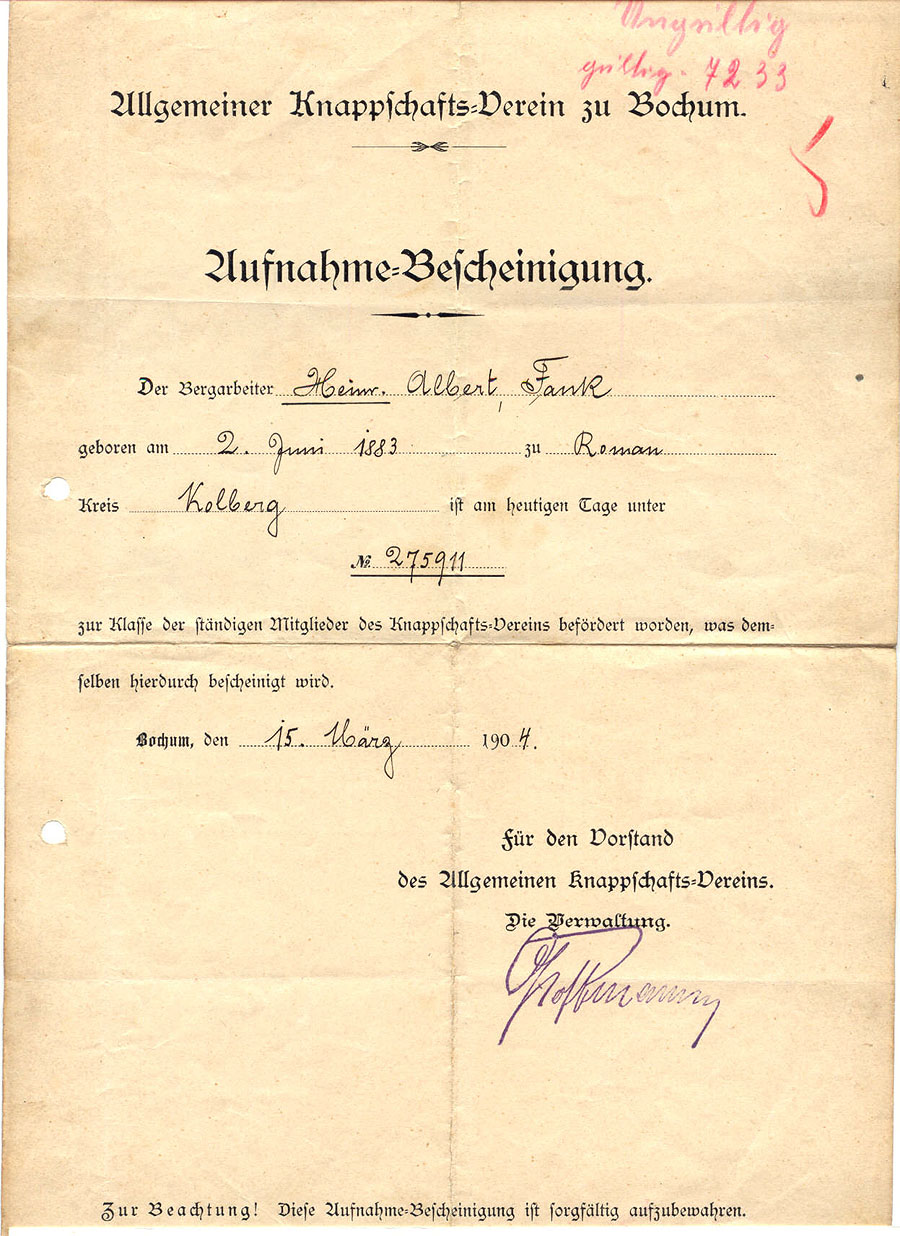 Ungültig
gültig. 7233
Allgemeiner Knappschafts-Verein zu Bochum.
Aufnahme-Bescheinigung.
Der Bergarbeiter Heinr. Albert, Fank
geboren am 2. Juni 1883 zu Roman
Kreis Kolberg ist am heutigen Tage unter
№ 275911
zur Klasse der ständigen Mitglieder des Knappschafts-Vereins befördert worden, was dem-
selben hierdurch bescheinigt wird.
Bochum, den 15. März 1904.
Für den Vorstand
des Allgemeinen Knappschafts-Vereins.
Die Verwaltung.
Zur Beachtung! Diese Aufnahme-Bescheinigung ist sorgfältig aufzubewahren.